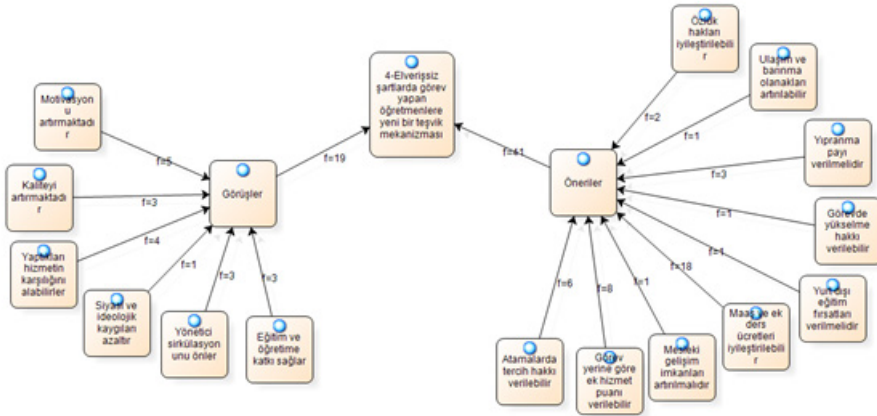 Özlük
hakları
iyileştirilebili
r
Ulaşım ve
barınma
olanakları
artırılabilir
4-Elverişsiz
şartlarda görev
yapan
öğretmenlere
yeni bir teşvik
mekanizması
Motivasyon
u
artırmaktadı
r
f=2
f=1
Yıpranma
payı
verilmelidir
f=5
f=19
f=41
f=3
Kaliteyi
artırmaktadı
r
f=3
Görüşler
Öneriler
f=1
Görevde
yükselme
hakkı
verilebilir
Yaptıkları
hizmetin
karşılığını
alabilirler
f=4
f=1
f=1
f=3
f=3
f=6
f=8
f=1
f=18
Yurt dışı
eğitim
fırsatları
verilmelidir
Siyasi ve
ideolojik
kaygıları
azaltır
Yönetici
sirkülasyon
unu önler
Eğitim ve
öğretime
katkı sağlar
Maaş ve ek
ders
ücretleri
iyileştirilebili
r
Atamalarda
tercih hakkı
verilebilir
Görev
yerine göre
ek hizmet
puanı
verilebilir
Mesleki
gelişim
imkanları
artırılmalıdır